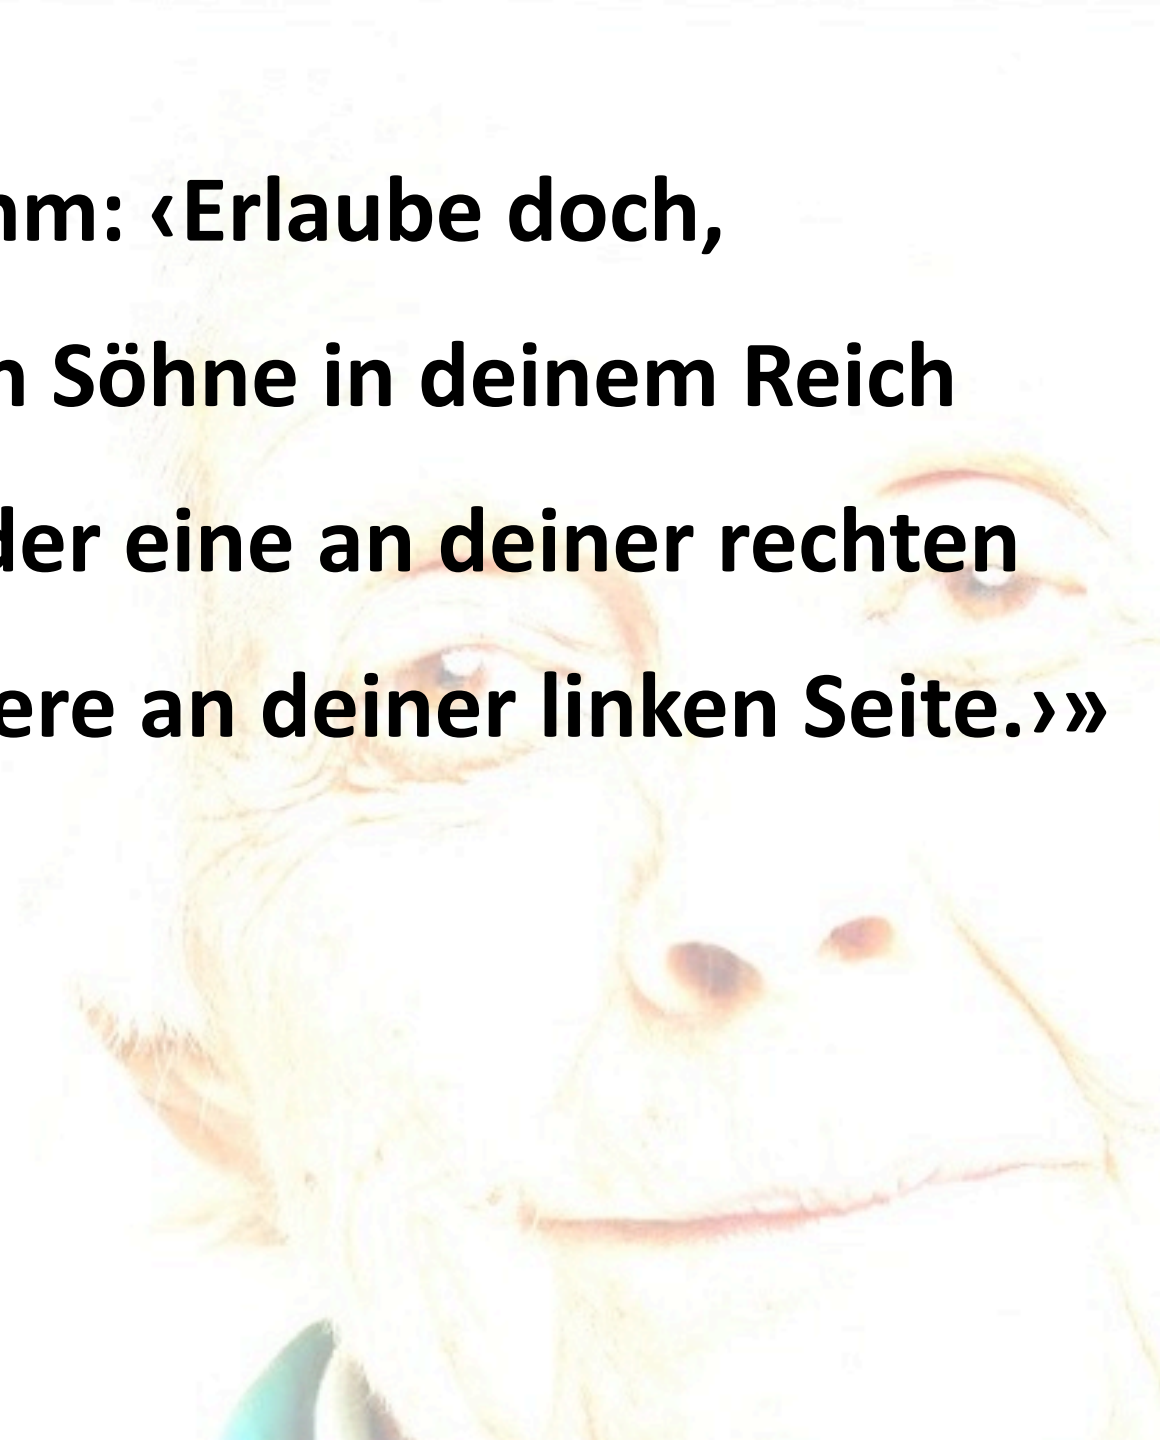 hm: ‹Erlaube doch,
n Söhne in deinem Reich
der eine an deiner rechten
ere an deiner linken Seite.›»